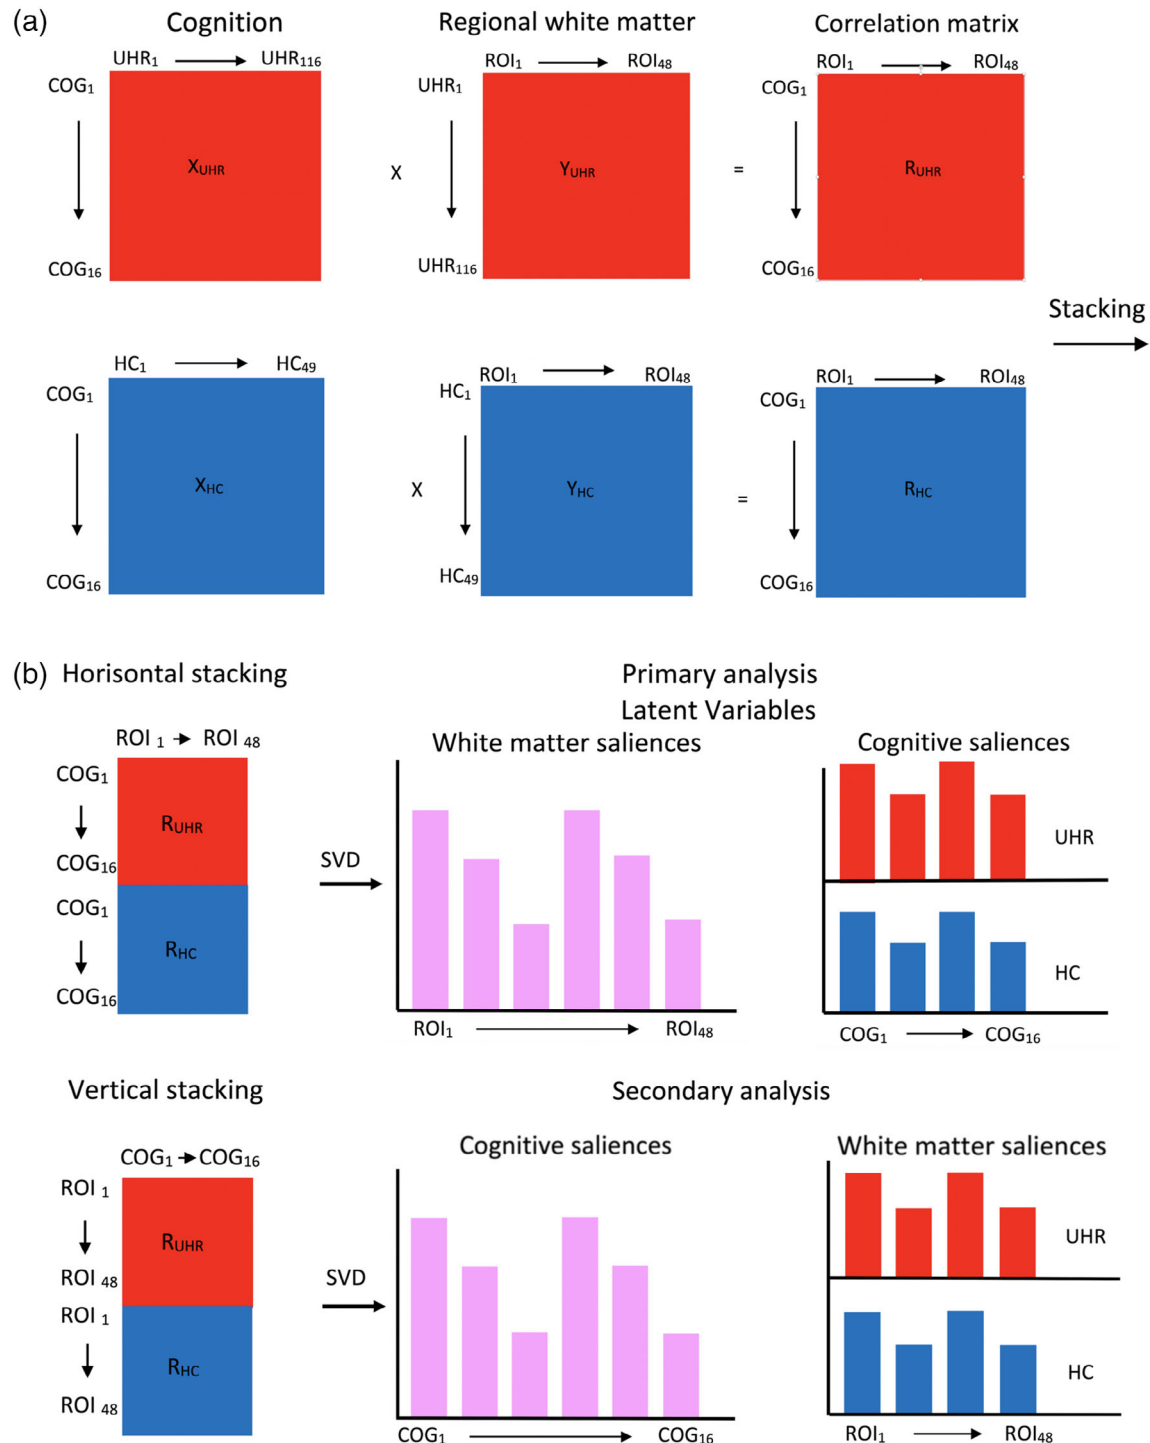 (a) Cognition Regional white matter Correlation matrix
UHR1 UHR116 ROI1 ROI48 ROI1 ROI48
COG1 UHR1 COG1
XUHR X YUHR = RUHR
COG16 UHR116 COG16
Stacking
HC1 HC49 ROI1 ROI48 ROI1 ROI48
COG1 HC1 COG1
XHC X YHC = RHC
COG16 HC49 COG16
(b) Horisontal stacking Primary analysis
Latent Variables
ROI 1 ROI 48 White matter saliences Cognitive saliences
COG1
RUHR UHR
COG16 SVD
COG1
RHC HC
COG16
ROI1 ROI48 COG1 COG16
Vertical stacking Secondary analysis
COG1 COG16 Cognitive saliences White matter saliences
ROI 1
RUHR UHR
ROI 48 SVD
ROI 1
RHC HC
ROI 48
COG1 COG16 ROI1 ROI48